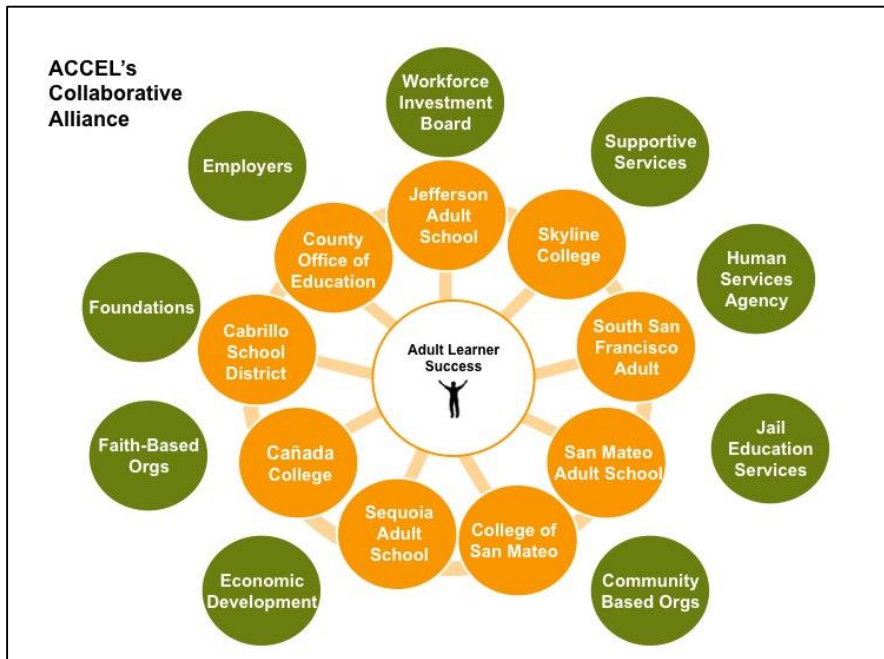 ACCEL's
Collaborative
Alliance
Workforce
Investment
Board
Supportive
Services
Human
Services
Agency
Jail
Education
Services
Community
Based Orgs
Economic
Development
Faith-Based
Orgs
Foundations
Employers
Jefferson
Adult
School
Skyline
College
South San
Francisco
Adult
San Mateo
Adult School
College of
San Mateo
Sequoia
Adult
School
Cañada
College
Cabrillo
School
District
County
Office of
Education
Adult Learner
Success